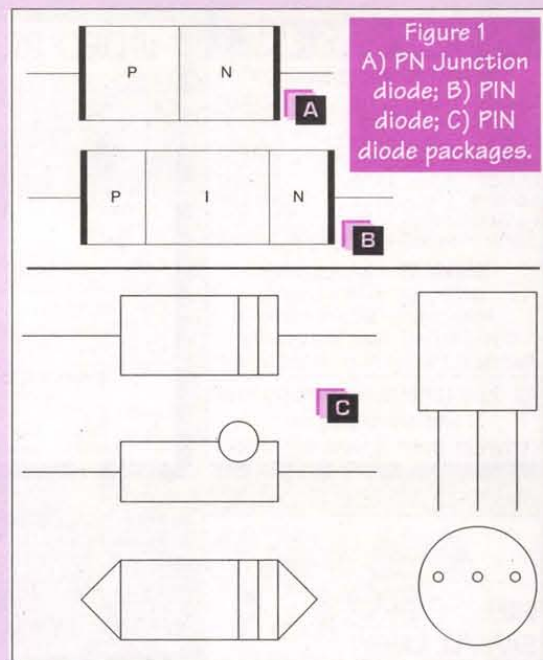 Figure 1
A) PN Junction
diode; B) PIN
diode; C) PIN
diode packages.
P N
A
P I N
B
C